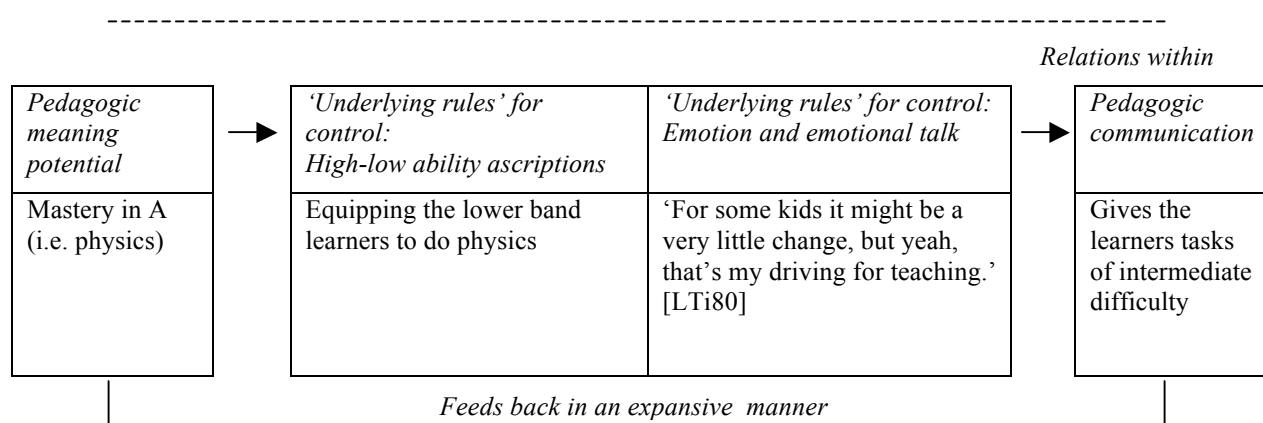 Relations within
Pedagogic
meaning
potential
‘Underlying rules’ for
control:
High-low ability ascriptions
‘Underlying rules’ for control:
Emotion and emotional talk
Pedagogic
communication
Mastery in A
(i.e. physics)
Equipping the lower band
learners to do physics
‘For some kids it might be a
very little change, but yeah,
that’s my driving for teaching.’
[LTi80]
Gives the
learners tasks
of intermediate
difficulty
Feeds back in an expansive manner